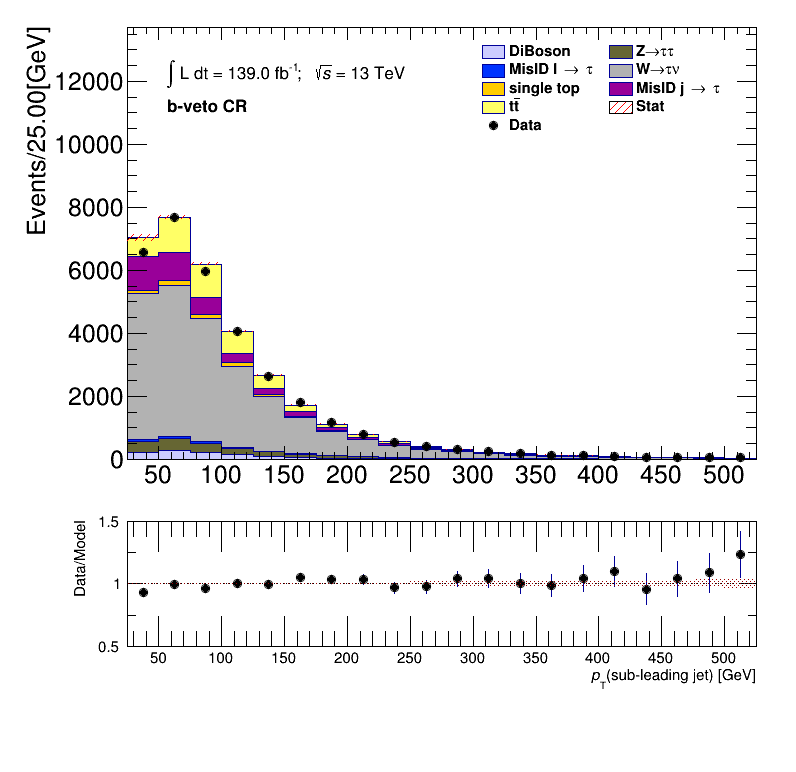 Events/25.00[GeV]
12000
10000
8000
6000
4000
2000
0
∫ L dt = 139.0 fb⁻¹; √s = 13 TeV
b-veto CR
DiBoson
MisID l → τ
single top
tt̄
Data
Z→ττ
W→τν
MisID j → τ
Stat
50 100 150 200 250 300 350 400 450 500
Data/Model
1.5
1
0.5
50 100 150 200 250 300 350 400 450 500
p_T(sub-leading jet) [GeV]